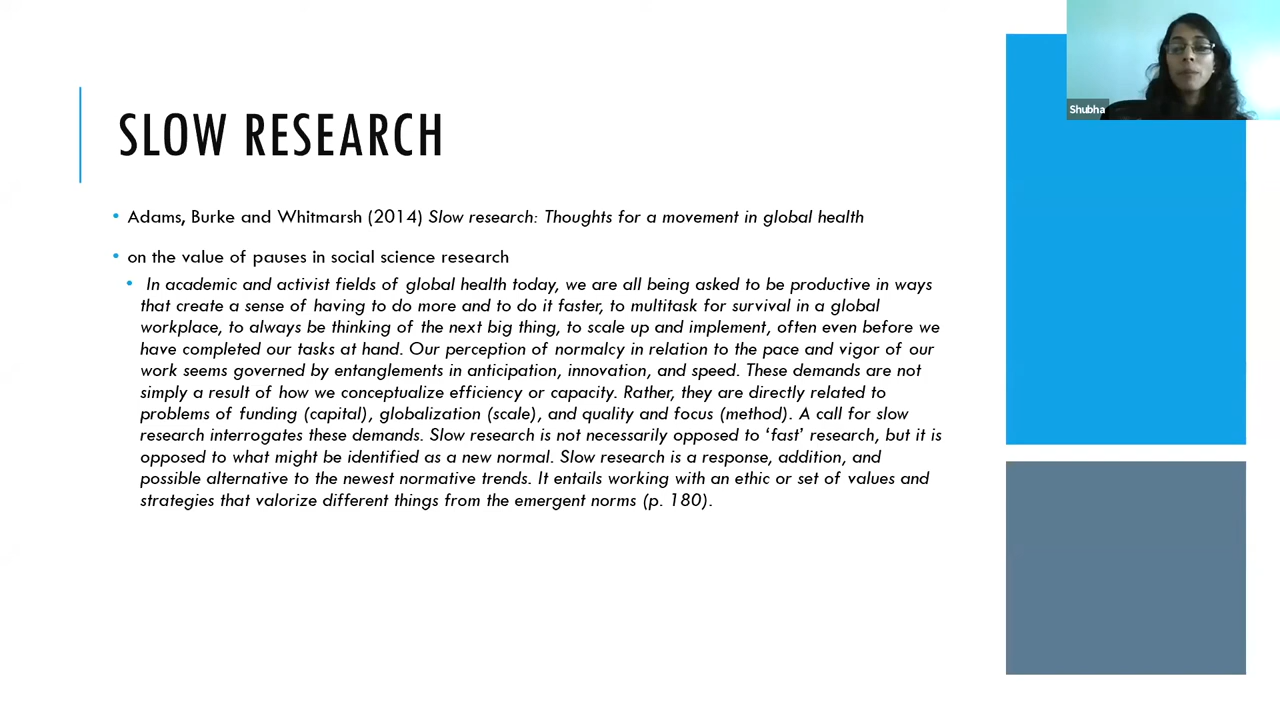 Shubha
SLOW RESEARCH
• Adams, Burke and Whitmarsh (2014) Slow research: Thoughts for a movement in global health
• on the value of pauses in social science research
• In academic and activist fields of global health today, we are all being asked to be productive in ways
that create a sense of having to do more and to do it faster, to multitask for survival in a global
workplace, to always be thinking of the next big thing, to scale up and implement, often even before we
have completed our tasks at hand. Our perception of normalcy in relation to the pace and vigor of our
work seems governed by entanglements in anticipation, innovation, and speed. These demands are not
simply a result of how we conceptualize efficiency or capacity. Rather, they are directly related to
problems of funding (capital), globalization (scale), and quality and focus (method). A call for slow
research interrogates these demands. Slow research is not necessarily opposed to ‘fast’ research, but it is
opposed to what might be identified as a new normal. Slow research is a response, addition, and
possible alternative to the newest normative trends. It entails working with an ethic or set of values and
strategies that valorize different things from the emergent norms (p. 180).